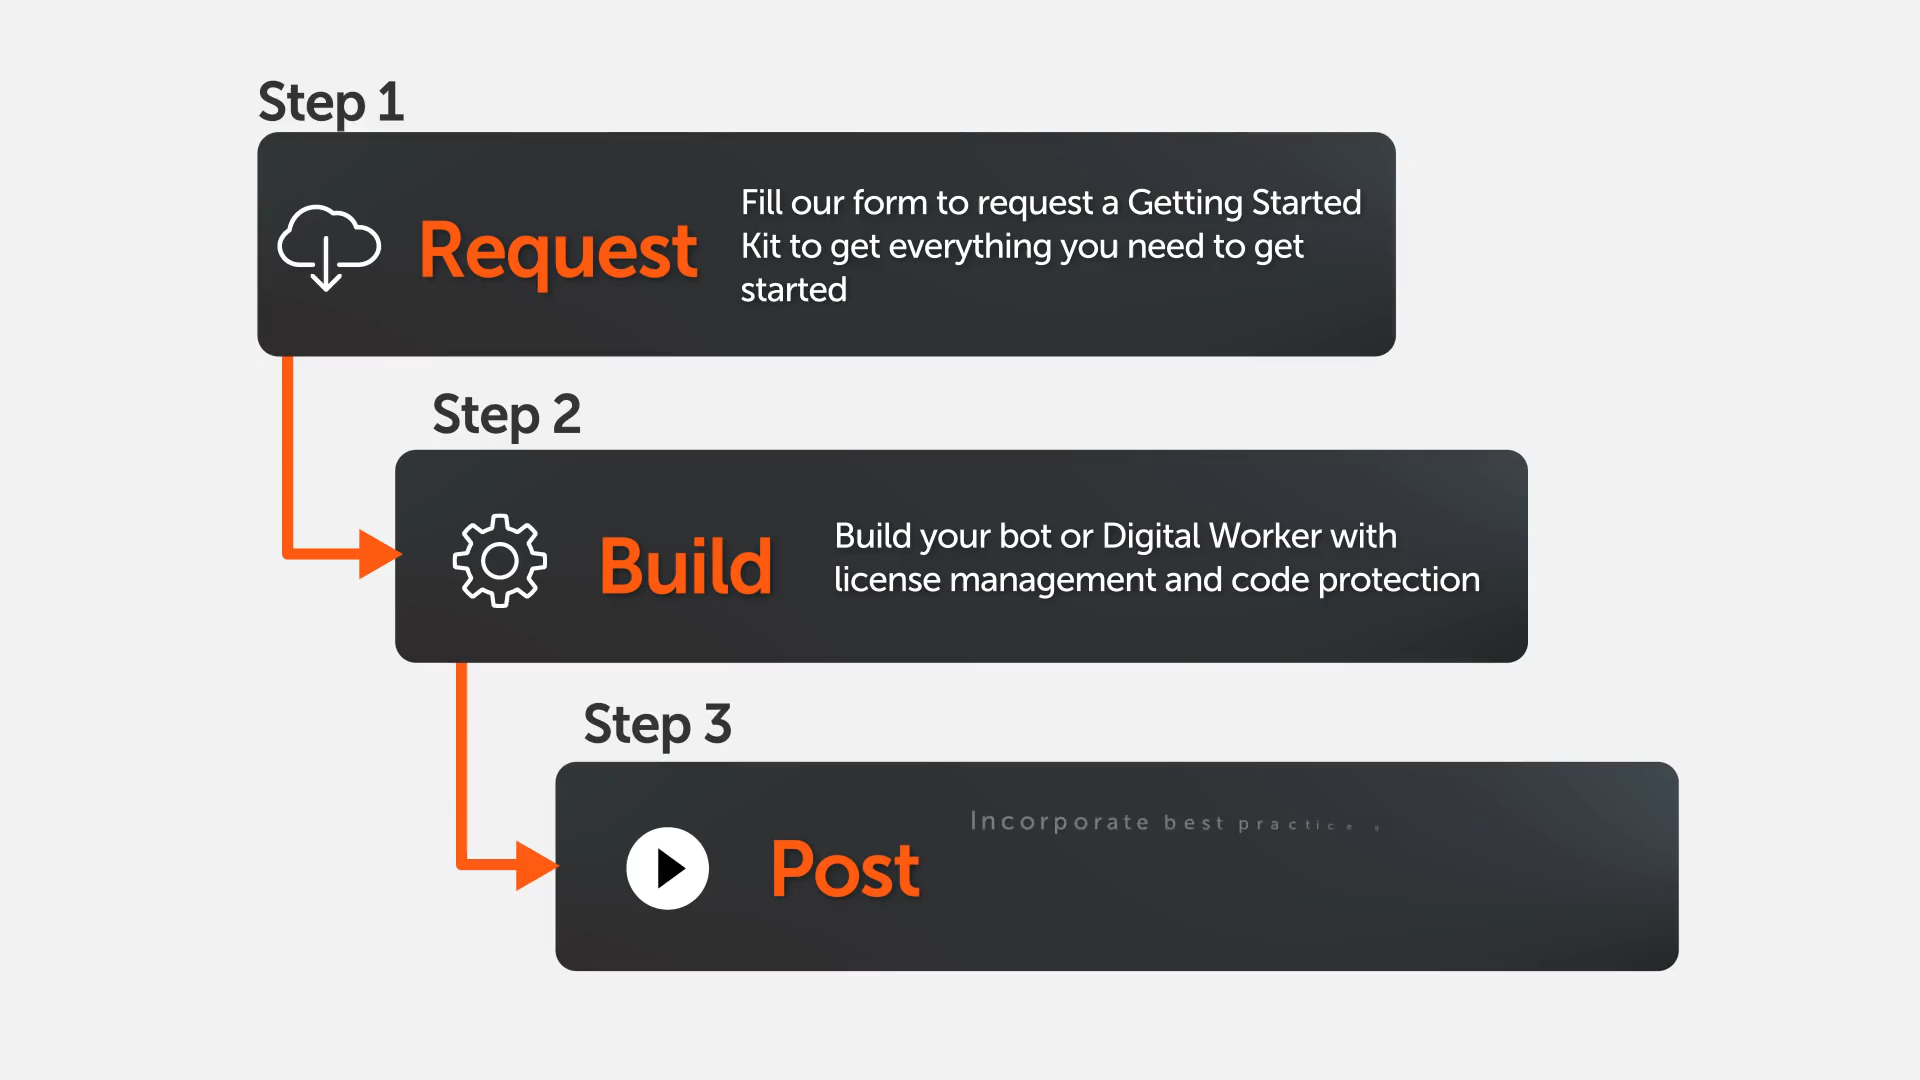 Step 1
Request
Fill our form to request a Getting Started
Kit to get everything you need to get
started
Step 2
Build
Build your bot or Digital Worker with
license management and code protection
Step 3
Post
Incorporate best practice